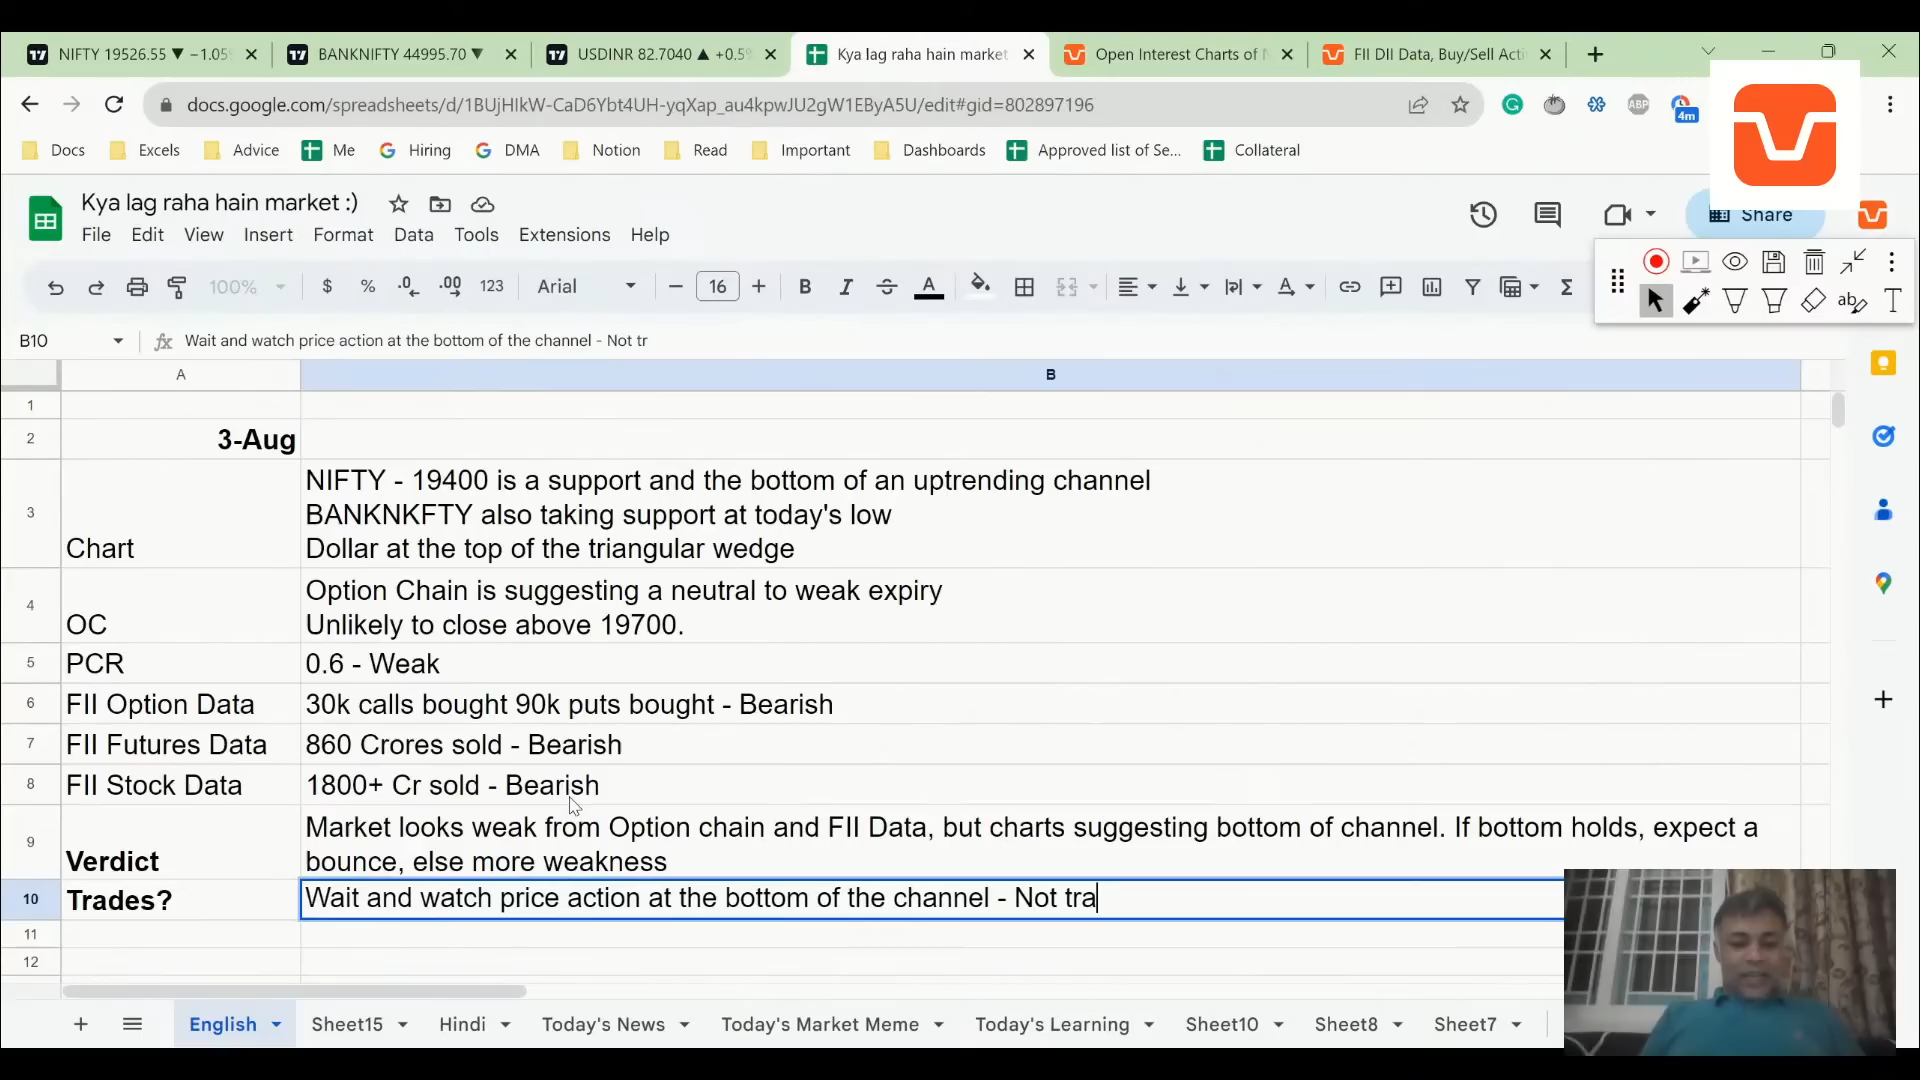 NIFTY 19526.55 ▼ −1.05%
BANKNIFTY 44995.70 ▼
USDINR 82.7040 ▲ +0.5
Kya lag raha hain market
Open Interest Charts of
FII DII Data, Buy/Sell Acti
docs.google.com/spreadsheets/d/1BUjHIkW-CaD6Ybt4UH-yqXap_au4kpwJU2gW1EByA5U/edit#gid=802897196
ABP
4m
Docs
Excels
Advice
Me
Hiring
DMA
Notion
Read
Important
Dashboards
Approved list of Se...
Collateral
Kya lag raha hain market :)
Share
File Edit View Insert Format Data Tools Extensions Help
100% $ % .0 .00 123 Arial 16 B I A Σ
B10
fx Wait and watch price action at the bottom of the channel - Not tr
A B
1
2 3-Aug
NIFTY - 19400 is a support and the bottom of an uptrending channel
3 BANKNKFTY also taking support at today's low
Chart Dollar at the top of the triangular wedge
4 Option Chain is suggesting a neutral to weak expiry
OC Unlikely to close above 19700.
5 PCR 0.6 - Weak
6 FII Option Data 30k calls bought 90k puts bought - Bearish
7 FII Futures Data 860 Crores sold - Bearish
8 FII Stock Data 1800+ Cr sold - Bearish
9 Market looks weak from Option chain and FII Data, but charts suggesting bottom of channel. If bottom holds, expect a
Verdict bounce, else more weakness
10 Trades? Wait and watch price action at the bottom of the channel - Not tra
11
12
English Sheet15 Hindi Today's News Today's Market Meme Today's Learning Sheet10 Sheet8 Sheet7